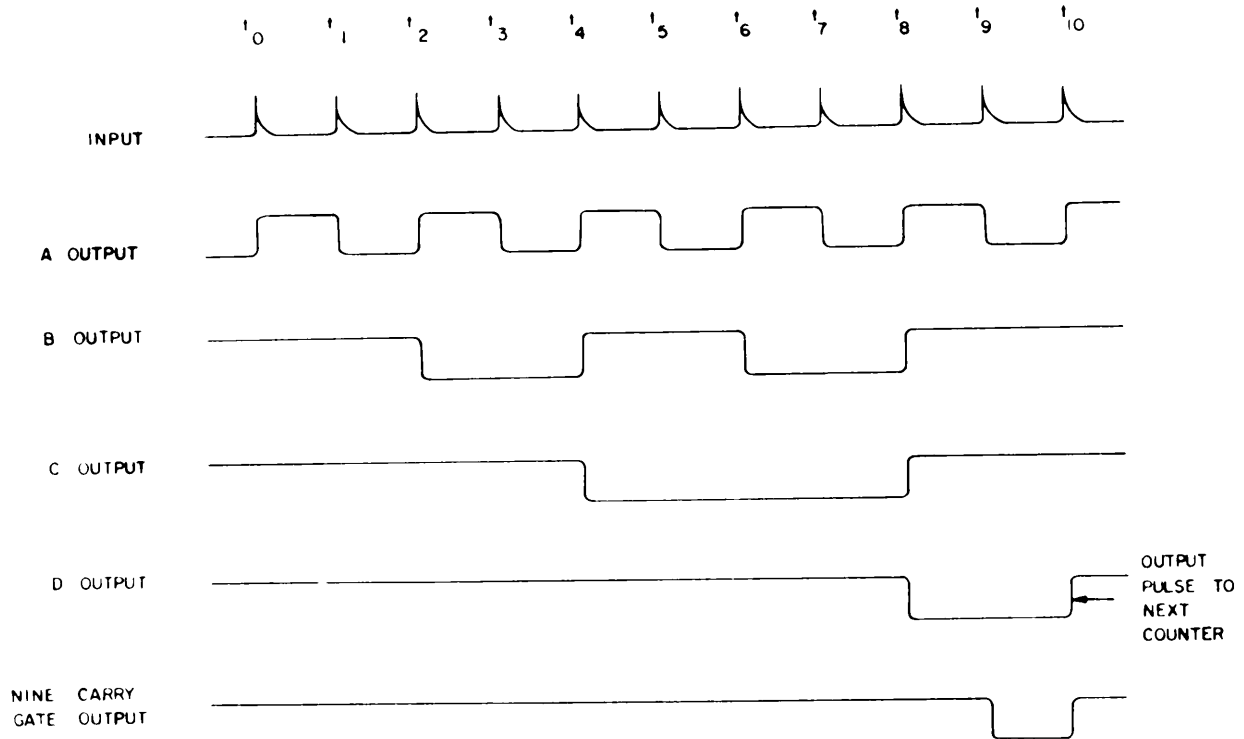 t0 t1 t2 t3 t4 t5 t6 t7 t8 t9 t10
INPUT
A OUTPUT
B OUTPUT
C OUTPUT
D OUTPUT
OUTPUT
PULSE TO
NEXT
COUNTER
NINE CARRY
GATE OUTPUT